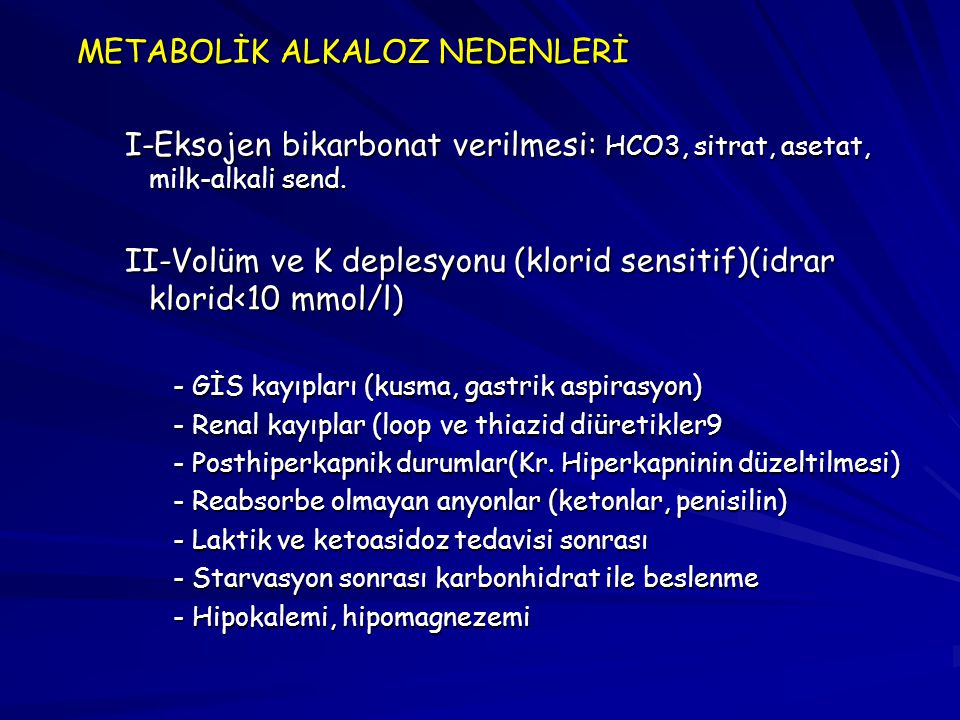 METABOLİK ALKALOZ NEDENLERİ
I-Eksojen bikarbonat verilmesi: HCO3, sitrat, asetat,
milk-alkali send.
II-Volüm ve K deplesyonu (klorid sensitif)(idrar
klorid<10 mmol/l)
- GİS kayıpları (kusma, gastrik aspirasyon)
- Renal kayıplar (loop ve thiazid diüretikler9
- Posthiperkapnik durumlar(Kr. Hiperkapninin düzeltilmesi)
- Reabsorbe olmayan anyonlar (ketonlar, penisilin)
- Laktik ve ketoasidoz tedavisi sonrası
- Starvasyon sonrası karbonhidrat ile beslenme
- Hipokalemi, hipomagnezemi